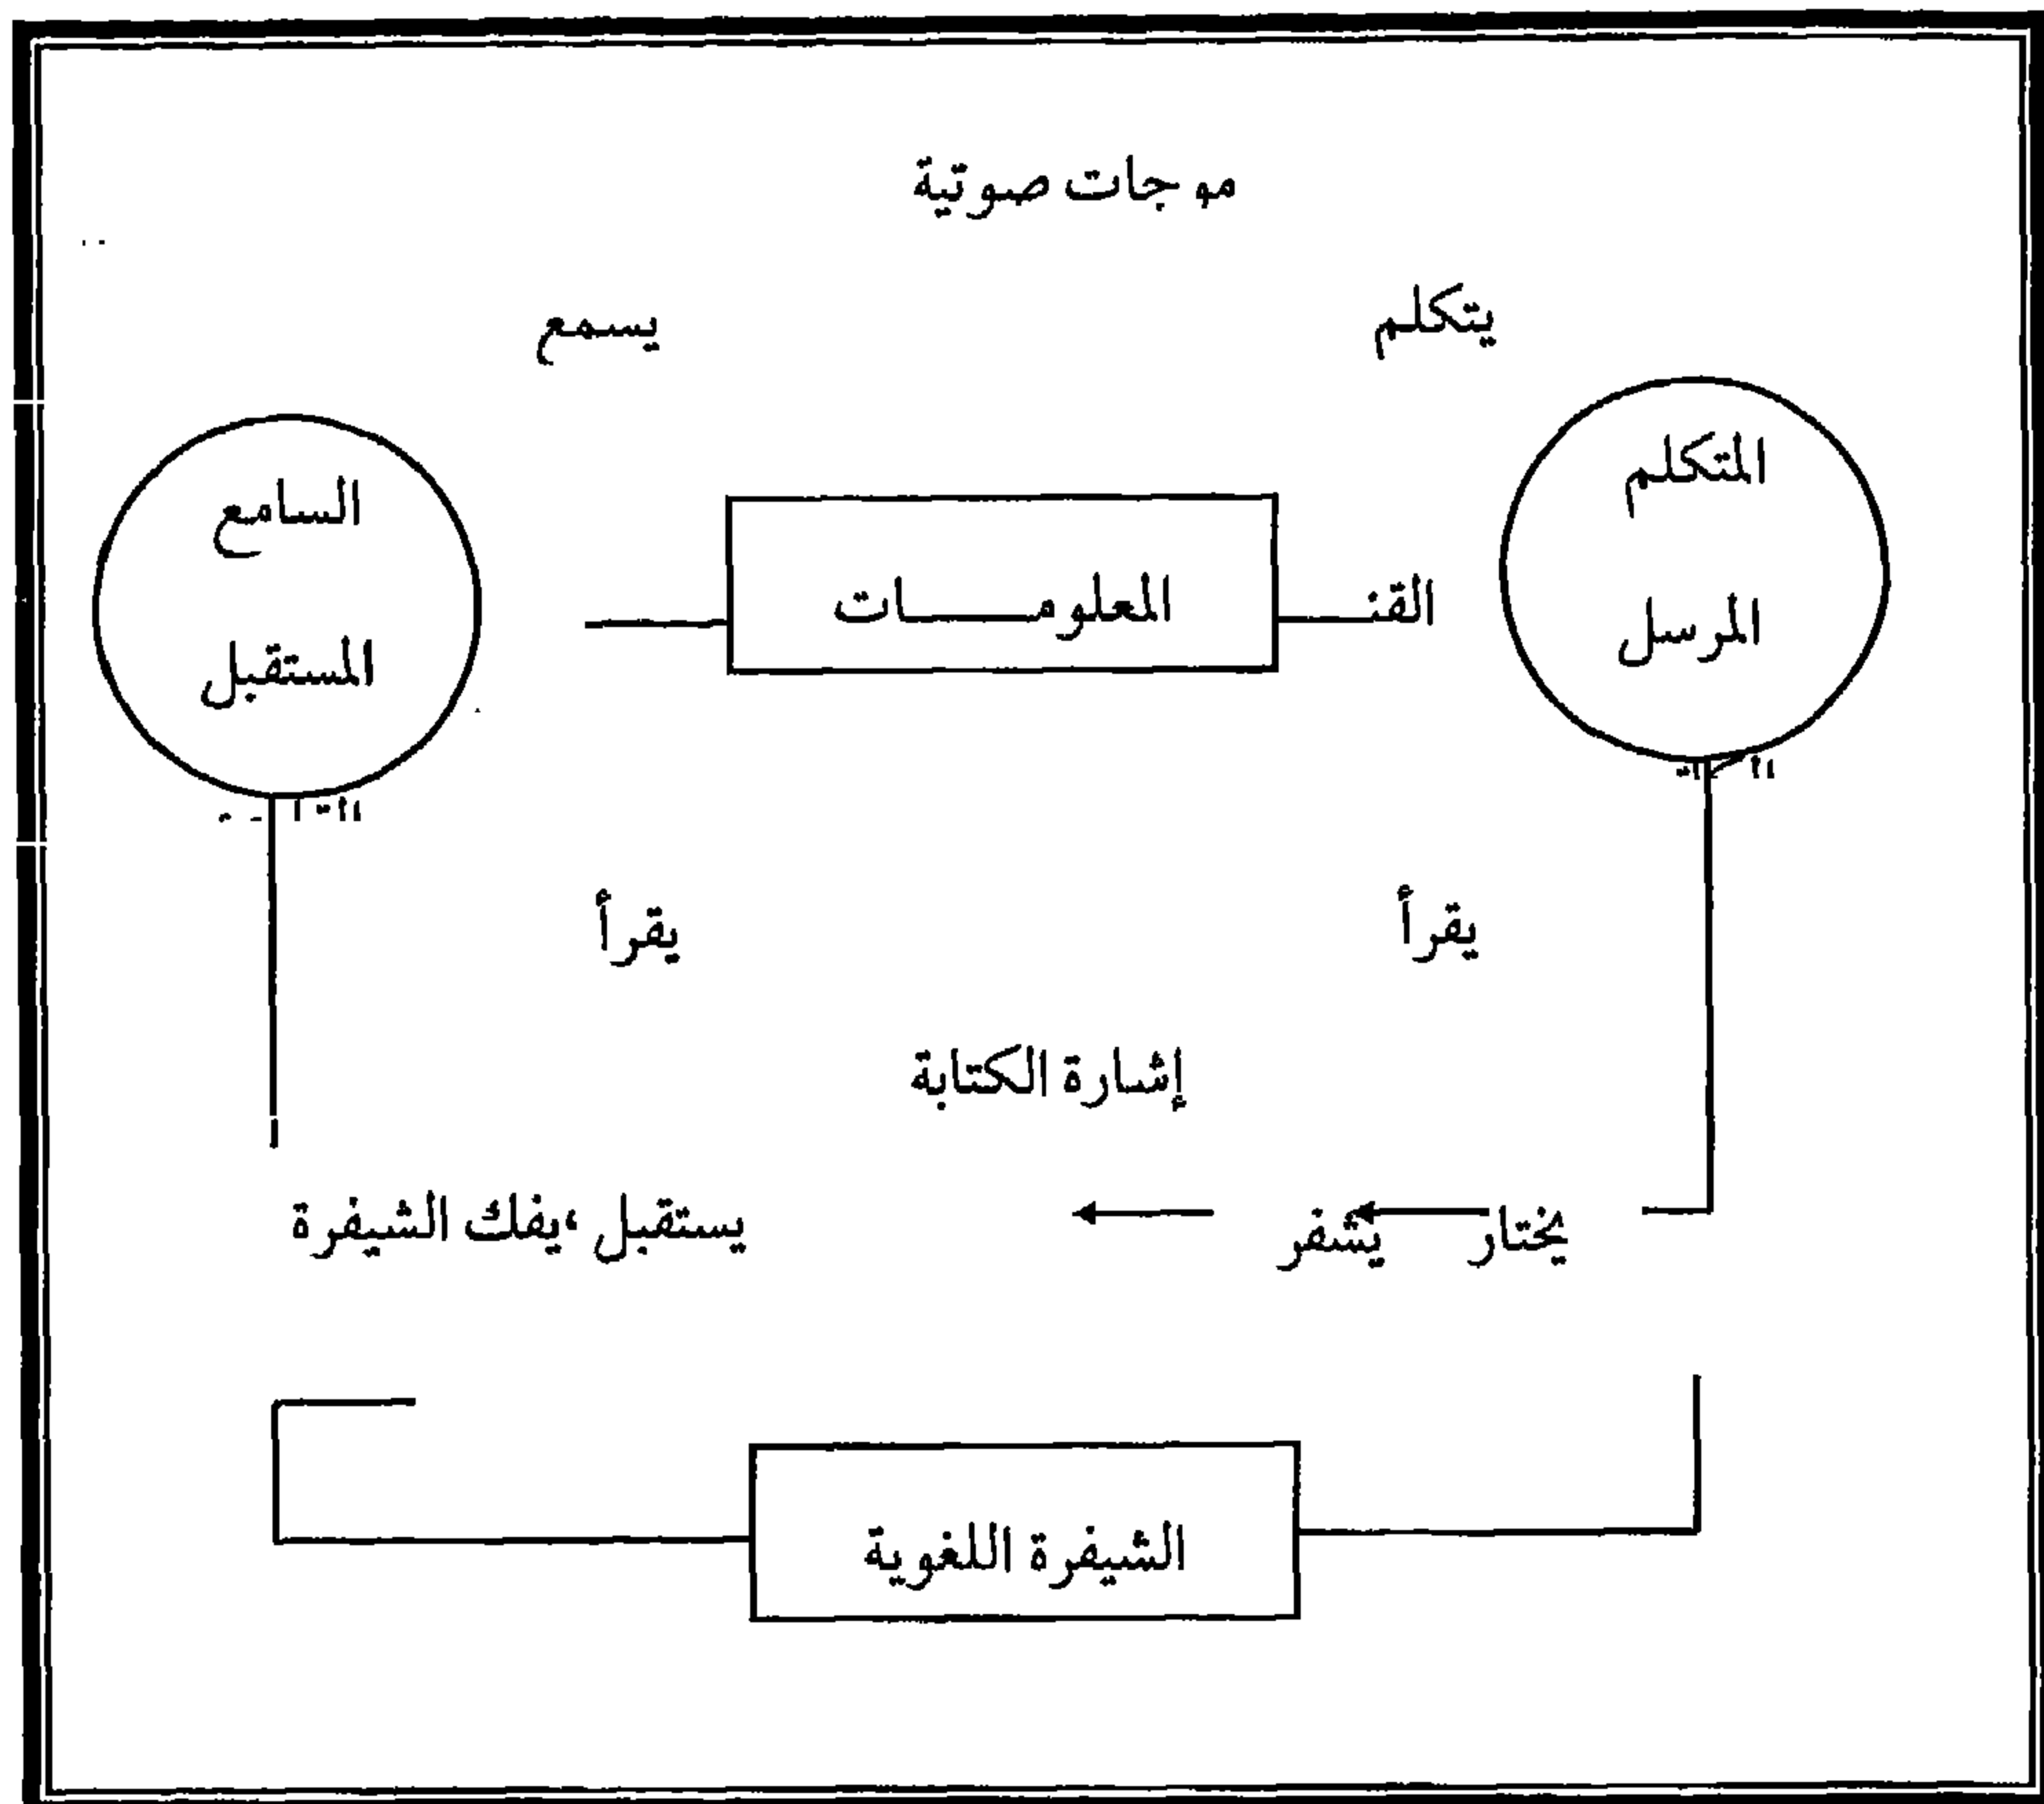 موجات صوتية
يتكلم يسمع
المتكلم
المرسل
السامع
المستقبل
القنـ
المعلومـــات
يقرأ يقرأ
إشارة الكتابة
يختار يشفر يستقبل ،يفك الشيفرة
الشيفرة اللغوية